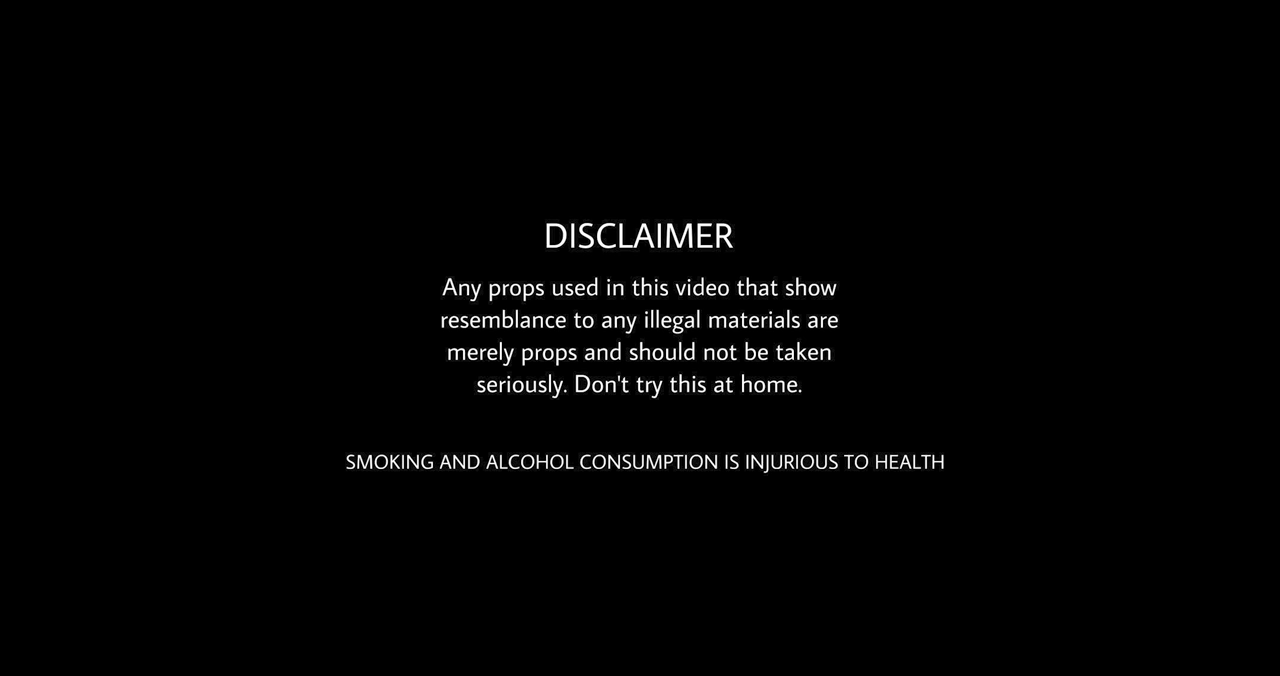 DISCLAIMER
Any props used in this video that show
resemblance to any illegal materials are
merely props and should not be taken
seriously. Don't try this at home.
SMOKING AND ALCOHOL CONSUMPTION IS INJURIOUS TO HEALTH